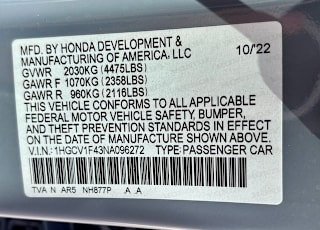 MFD. BY HONDA DEVELOPMENT &
MANUFACTURING OF AMERICA, LLC 10/22
GVWR 2030KG (4475LBS)
GAWR F 1070KG (2358LBS)
GAWR R 960KG (2116LBS)
THIS VEHICLE CONFORMS TO ALL APPLICABLE
FEDERAL MOTOR VEHICLE SAFETY, BUMPER,
AND THEFT PREVENTION STANDARDS IN EFFECT ON
THE DATE OF MANUFACTURE SHOWN ABOVE.
V.I.N.: 1HGCV1F43NA096272 TYPE: PASSENGER CAR
TVA N AR5 NH877P A A